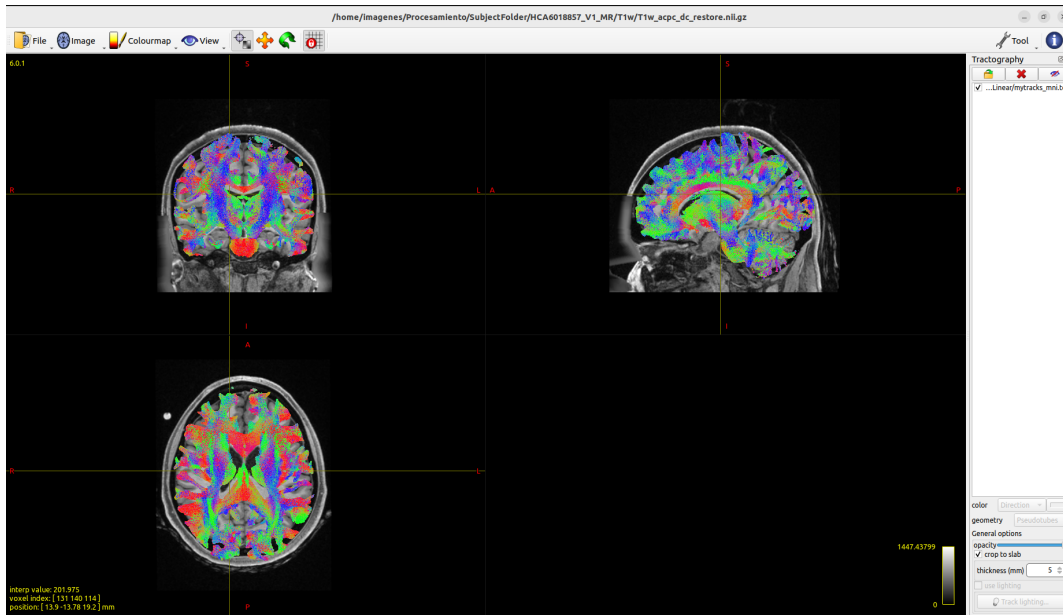 /home/imagenes/Procesamiento/SubjectFolder/HCA6018857_V1_MR/T1w/T1w_acpc_dc_restore.nii.gz
File Image Colourmap View Tool
6.0.1
Tractography
S
S
...Linear/mytracks_mni.t
R
L
A
P
I
I
A
R
L
color Direction
geometry Pseudotubes
General options
opacity
1447.43799
crop to slab
thickness (mm) 5
use lighting
interp value: 201.975
voxel index: [ 131 140 114 ]
position: [ 13.9 -13.78 19.2 ] mm
0
Track lighting...
P